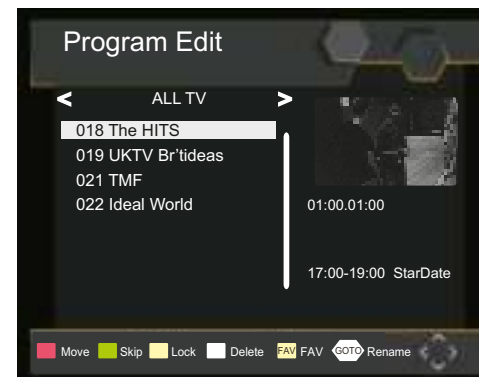 Program Edit
< ALL TV >
018 The HITS
019 UKTV Br'tideas
021 TMF
022 Ideal World
01:00.01:00
17:00-19:00 StarDate
Move Skip Lock Delete FAV FAV GOTO Rename